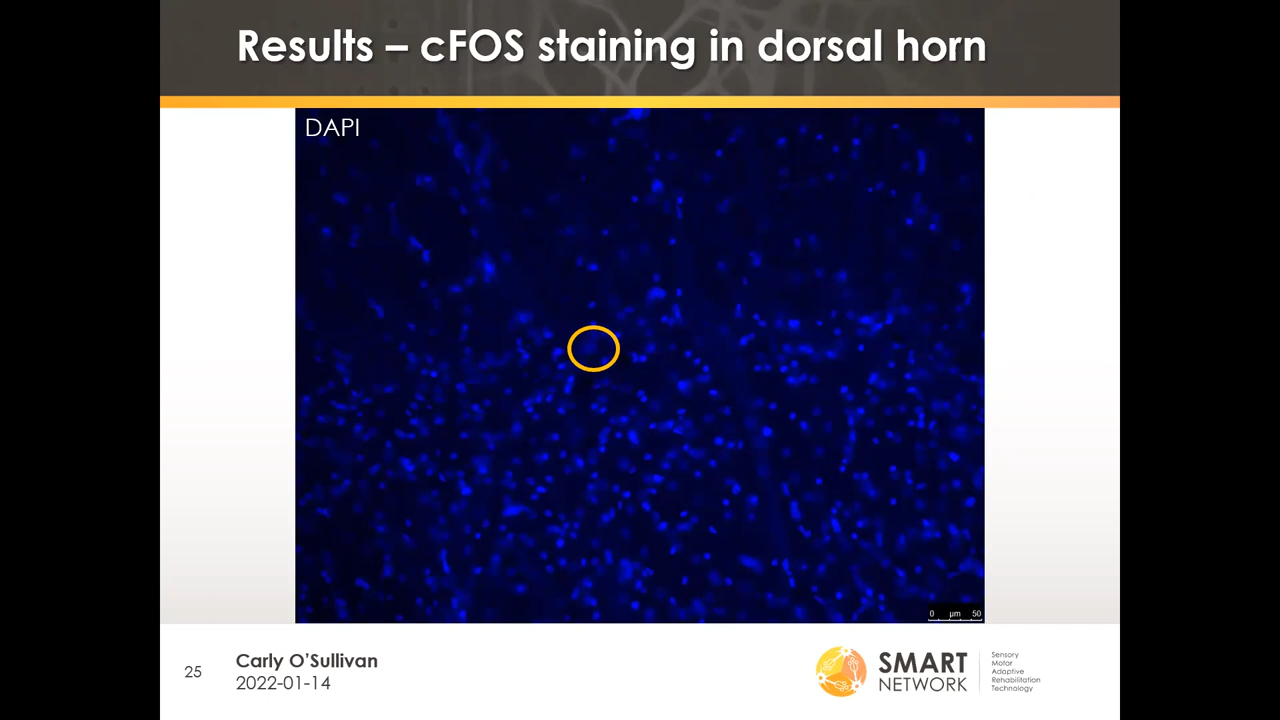 Results – cFOS staining in dorsal horn
DAPI
0 µm 50
25
Carly O’Sullivan
2022-01-14
SMART
NETWORK
Sensory
Motor
Adaptive
Rehabilitation
Technology